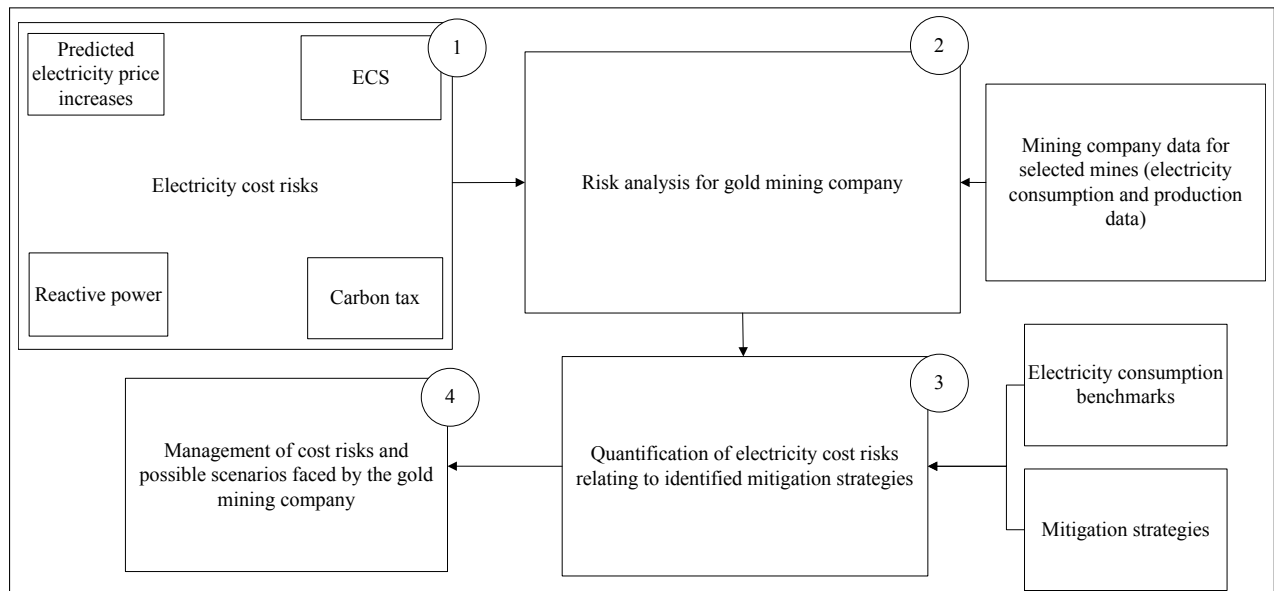 Predicted
electricity price
increases
ECS
1
Electricity cost risks
Reactive power
Carbon tax
2
Risk analysis for gold mining company
Mining company data for
selected mines (electricity
consumption and production
data)
4
Management of cost risks and
possible scenarios faced by the gold
mining company
3
Quantification of electricity cost risks
relating to identified mitigation strategies
Electricity consumption
benchmarks
Mitigation strategies